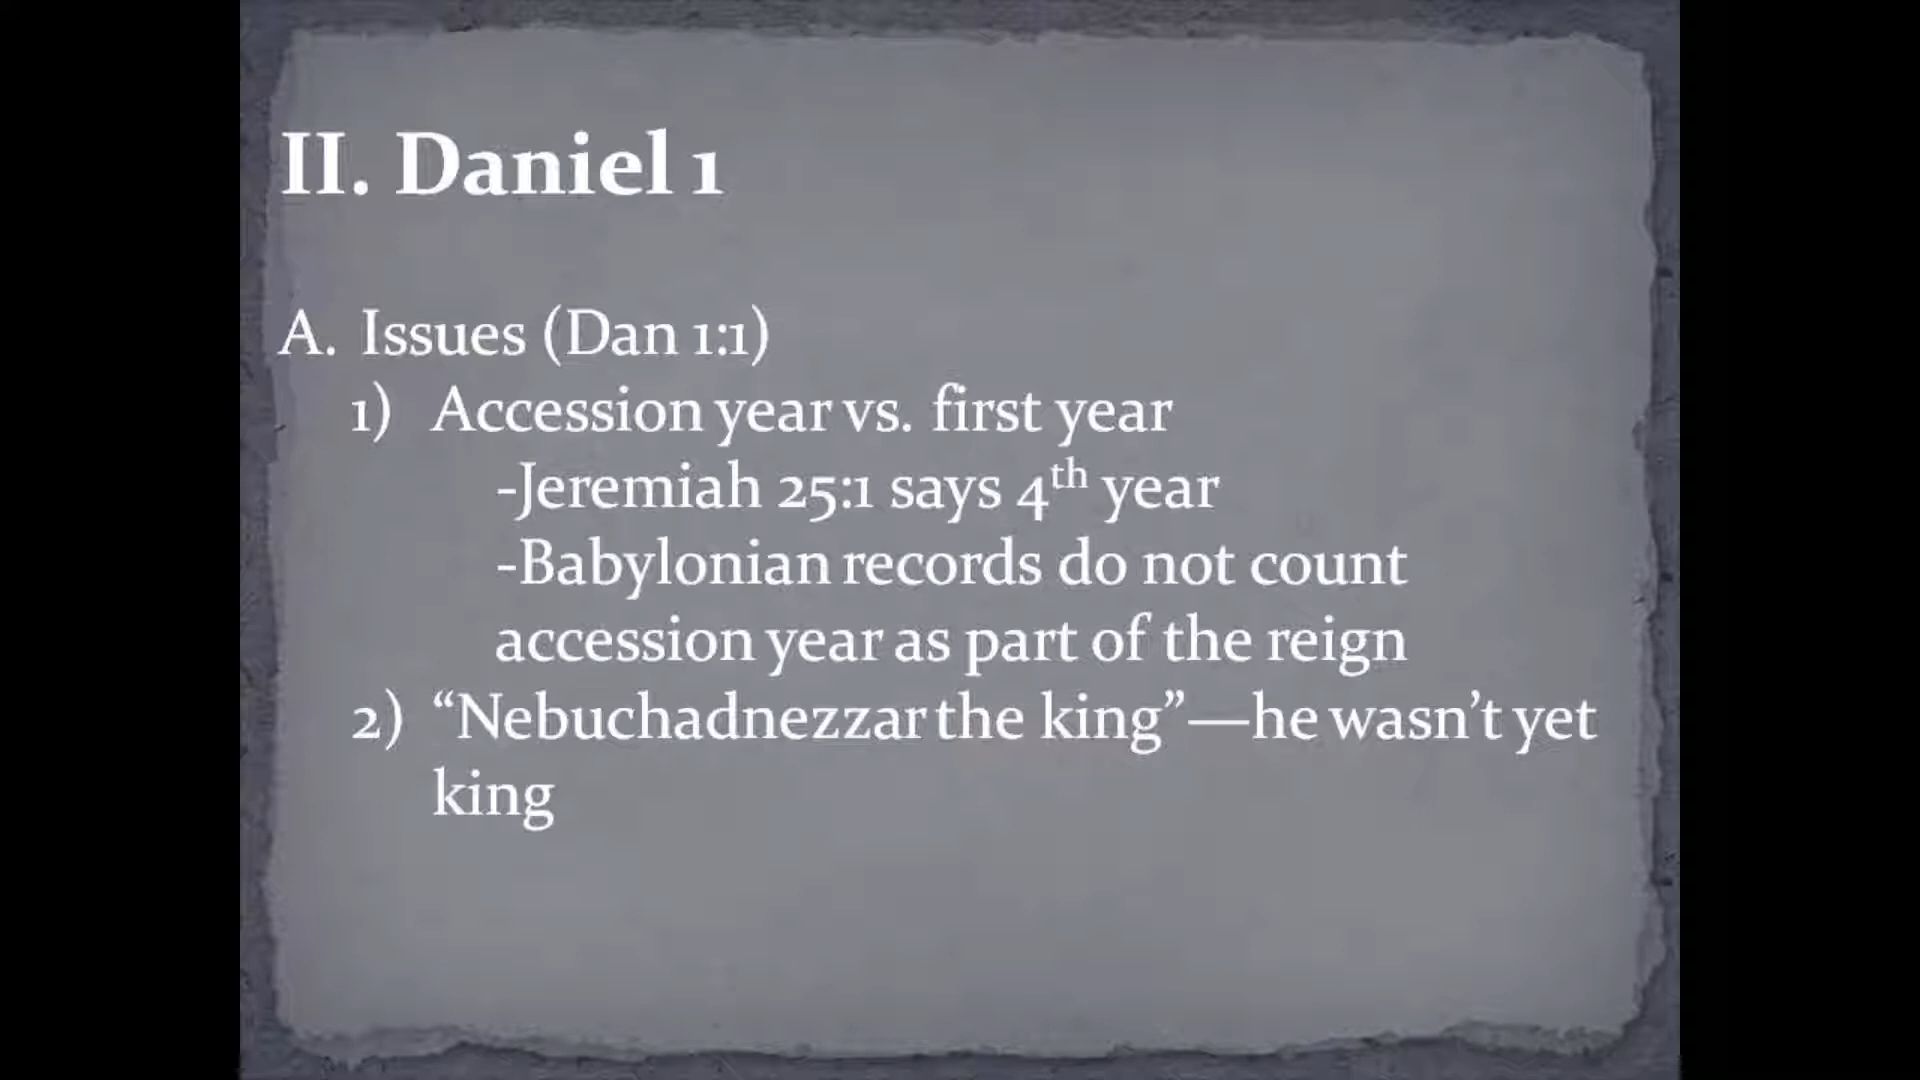 II. Daniel 1
A. Issues (Dan 1:1)
1) Accession year vs. first year
-Jeremiah 25:1 says 4th year
-Babylonian records do not count
accession year as part of the reign
2) “Nebuchadnezzar the king”—he wasn’t yet
king